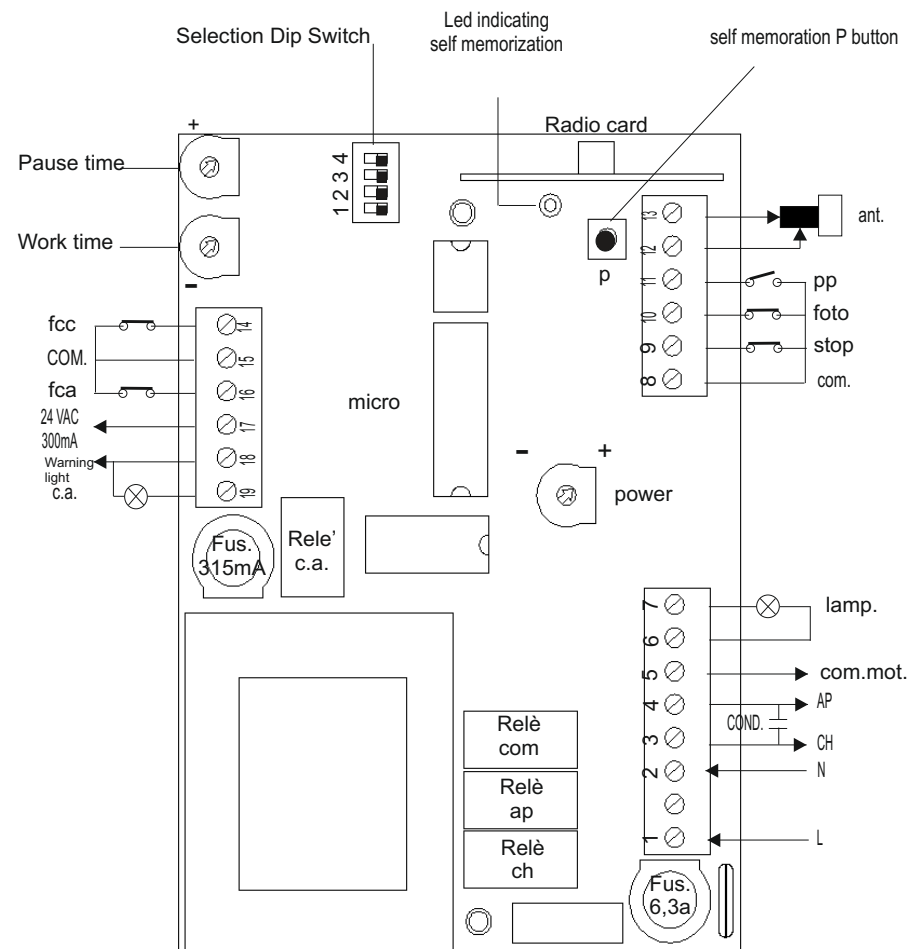 Led indicating
self memorization
Selection Dip Switch
self memoration P button
+
Radio card
Pause time
1 2 3 4
Work time
-
p
13
12
11
10
9
8
ant.
pp
foto
stop
com.
fcc
COM.
fca
24 VAC
300mA
Warning
light
c.a.
14
15
16
17
18
19
micro
- +
power
Fus.
315mA
Rele’
c.a.
7
6
5
4
3
2
1
lamp.
com.mot.
AP
COND.
CH
N
L
Relè
com
Relè
ap
Relè
ch
Fus.
6,3a